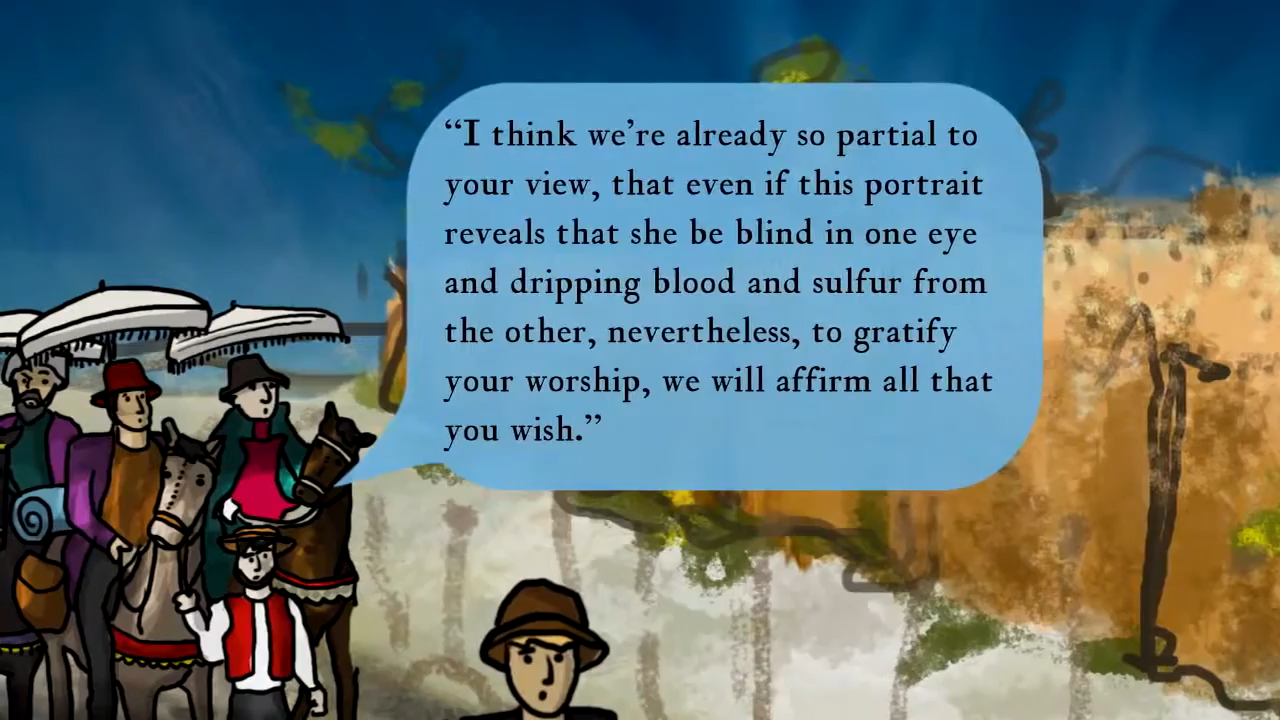 “I think we’re already so partial to
your view, that even if this portrait
reveals that she be blind in one eye
and dripping blood and sulfur from
the other, nevertheless, to gratify
your worship, we will affirm all that
you wish.”